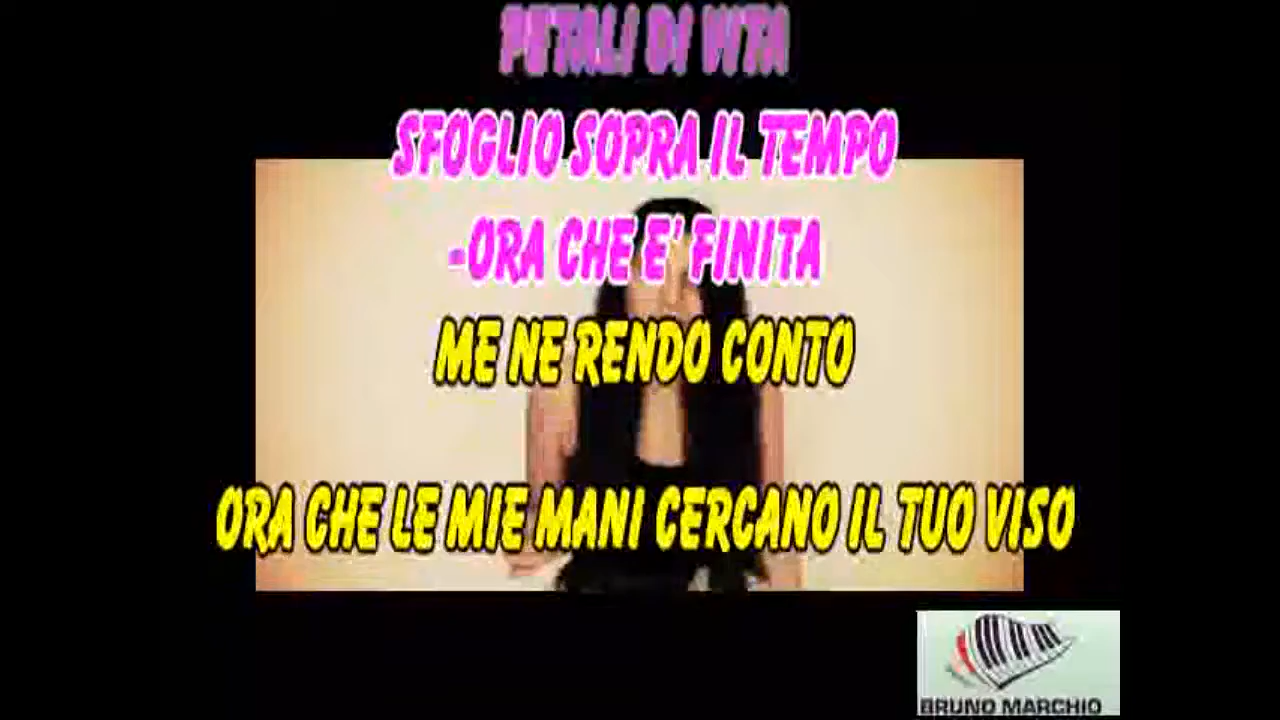 PETALI DI VITA
SFOGLIO SOPRA IL TEMPO
-ORA CHE E' FINITA
ME NE RENDO CONTO
ORA CHE LE MIE MANI CERCANO IL TUO VISO
BRUNO MARCHIO